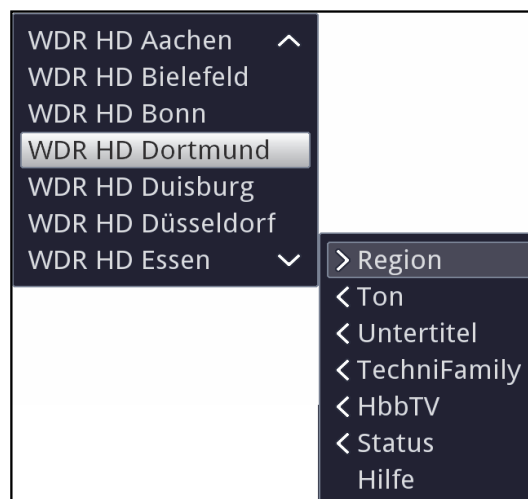 WDR HD Aachen
WDR HD Bielefeld
WDR HD Bonn
WDR HD Dortmund
WDR HD Duisburg
WDR HD Düsseldorf
WDR HD Essen
Region
Ton
Untertitel
TechniFamily
HbbTV
Status
Hilfe